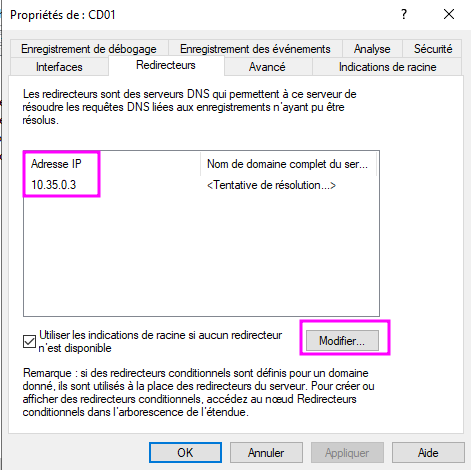 Propriétés de : CD01
Enregistrement de débogage Enregistrement des événements Analyse Sécurité
Interfaces Redirecteurs Avancé Indications de racine
Les redirecteurs sont des serveurs DNS qui permettent à ce serveur de
résoudre les requêtes DNS liées aux enregistrements n'ayant pu être
résolus.
Adresse IP Nom de domaine complet du ser...
10.35.0.3 <Tentative de résolution...>
Utiliser les indications de racine si aucun redirecteur
n'est disponible
Modifier...
Remarque : si des redirecteurs conditionnels sont définis pour un domaine
donné, ils sont utilisés à la place des redirecteurs du serveur. Pour créer ou
afficher des redirecteurs conditionnels, accédez au nœud Redirecteurs
conditionnels dans l'arborescence de l'étendue.
OK Annuler Appliquer Aide